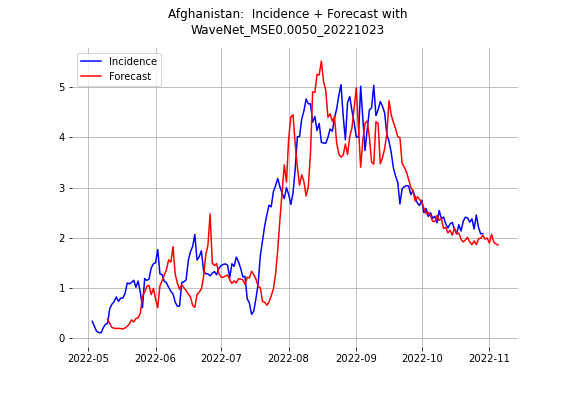 Afghanistan:  Incidence + Forecast with
WaveNet_MSE0.0050_20221023
Incidence
Forecast
5
4
3
2
1
0
2022-05 2022-06 2022-07 2022-08 2022-09 2022-10 2022-11